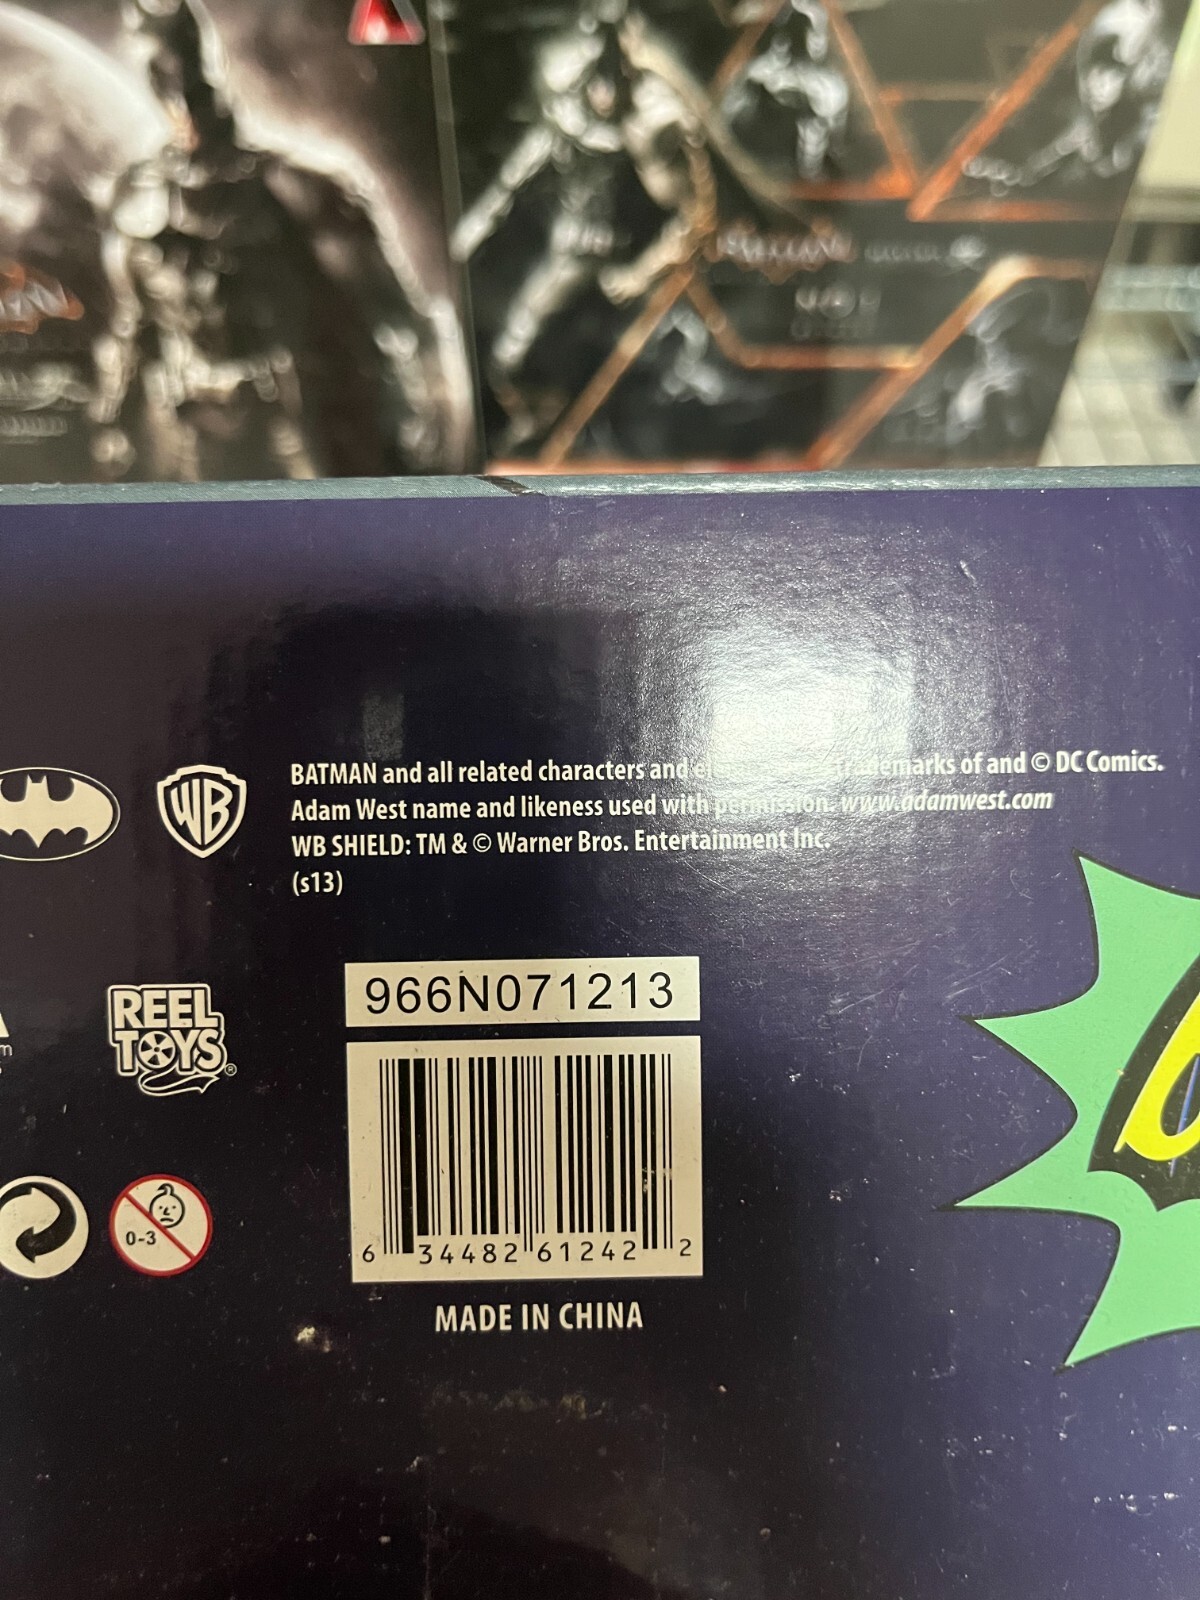 BATMAN and all related characters and trademarks of and © DC Comics.
Adam West name and likeness used with permission. www.adamwest.com
WB SHIELD: TM & © Warner Bros. Entertainment Inc.
(s13)
WB
966N071213
REEL
TOYS®
0-3
6 34482 61242 2
MADE IN CHINA